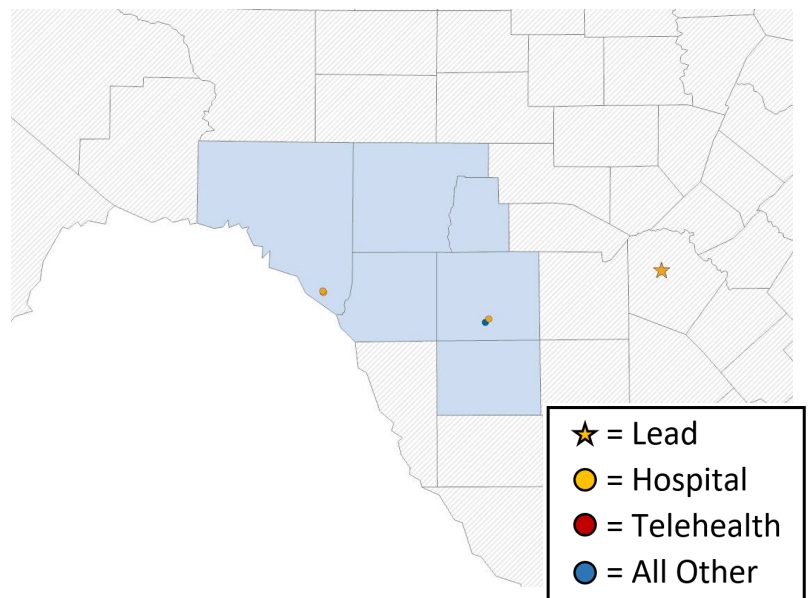 = Lead
= Hospital
= Telehealth
= All Other